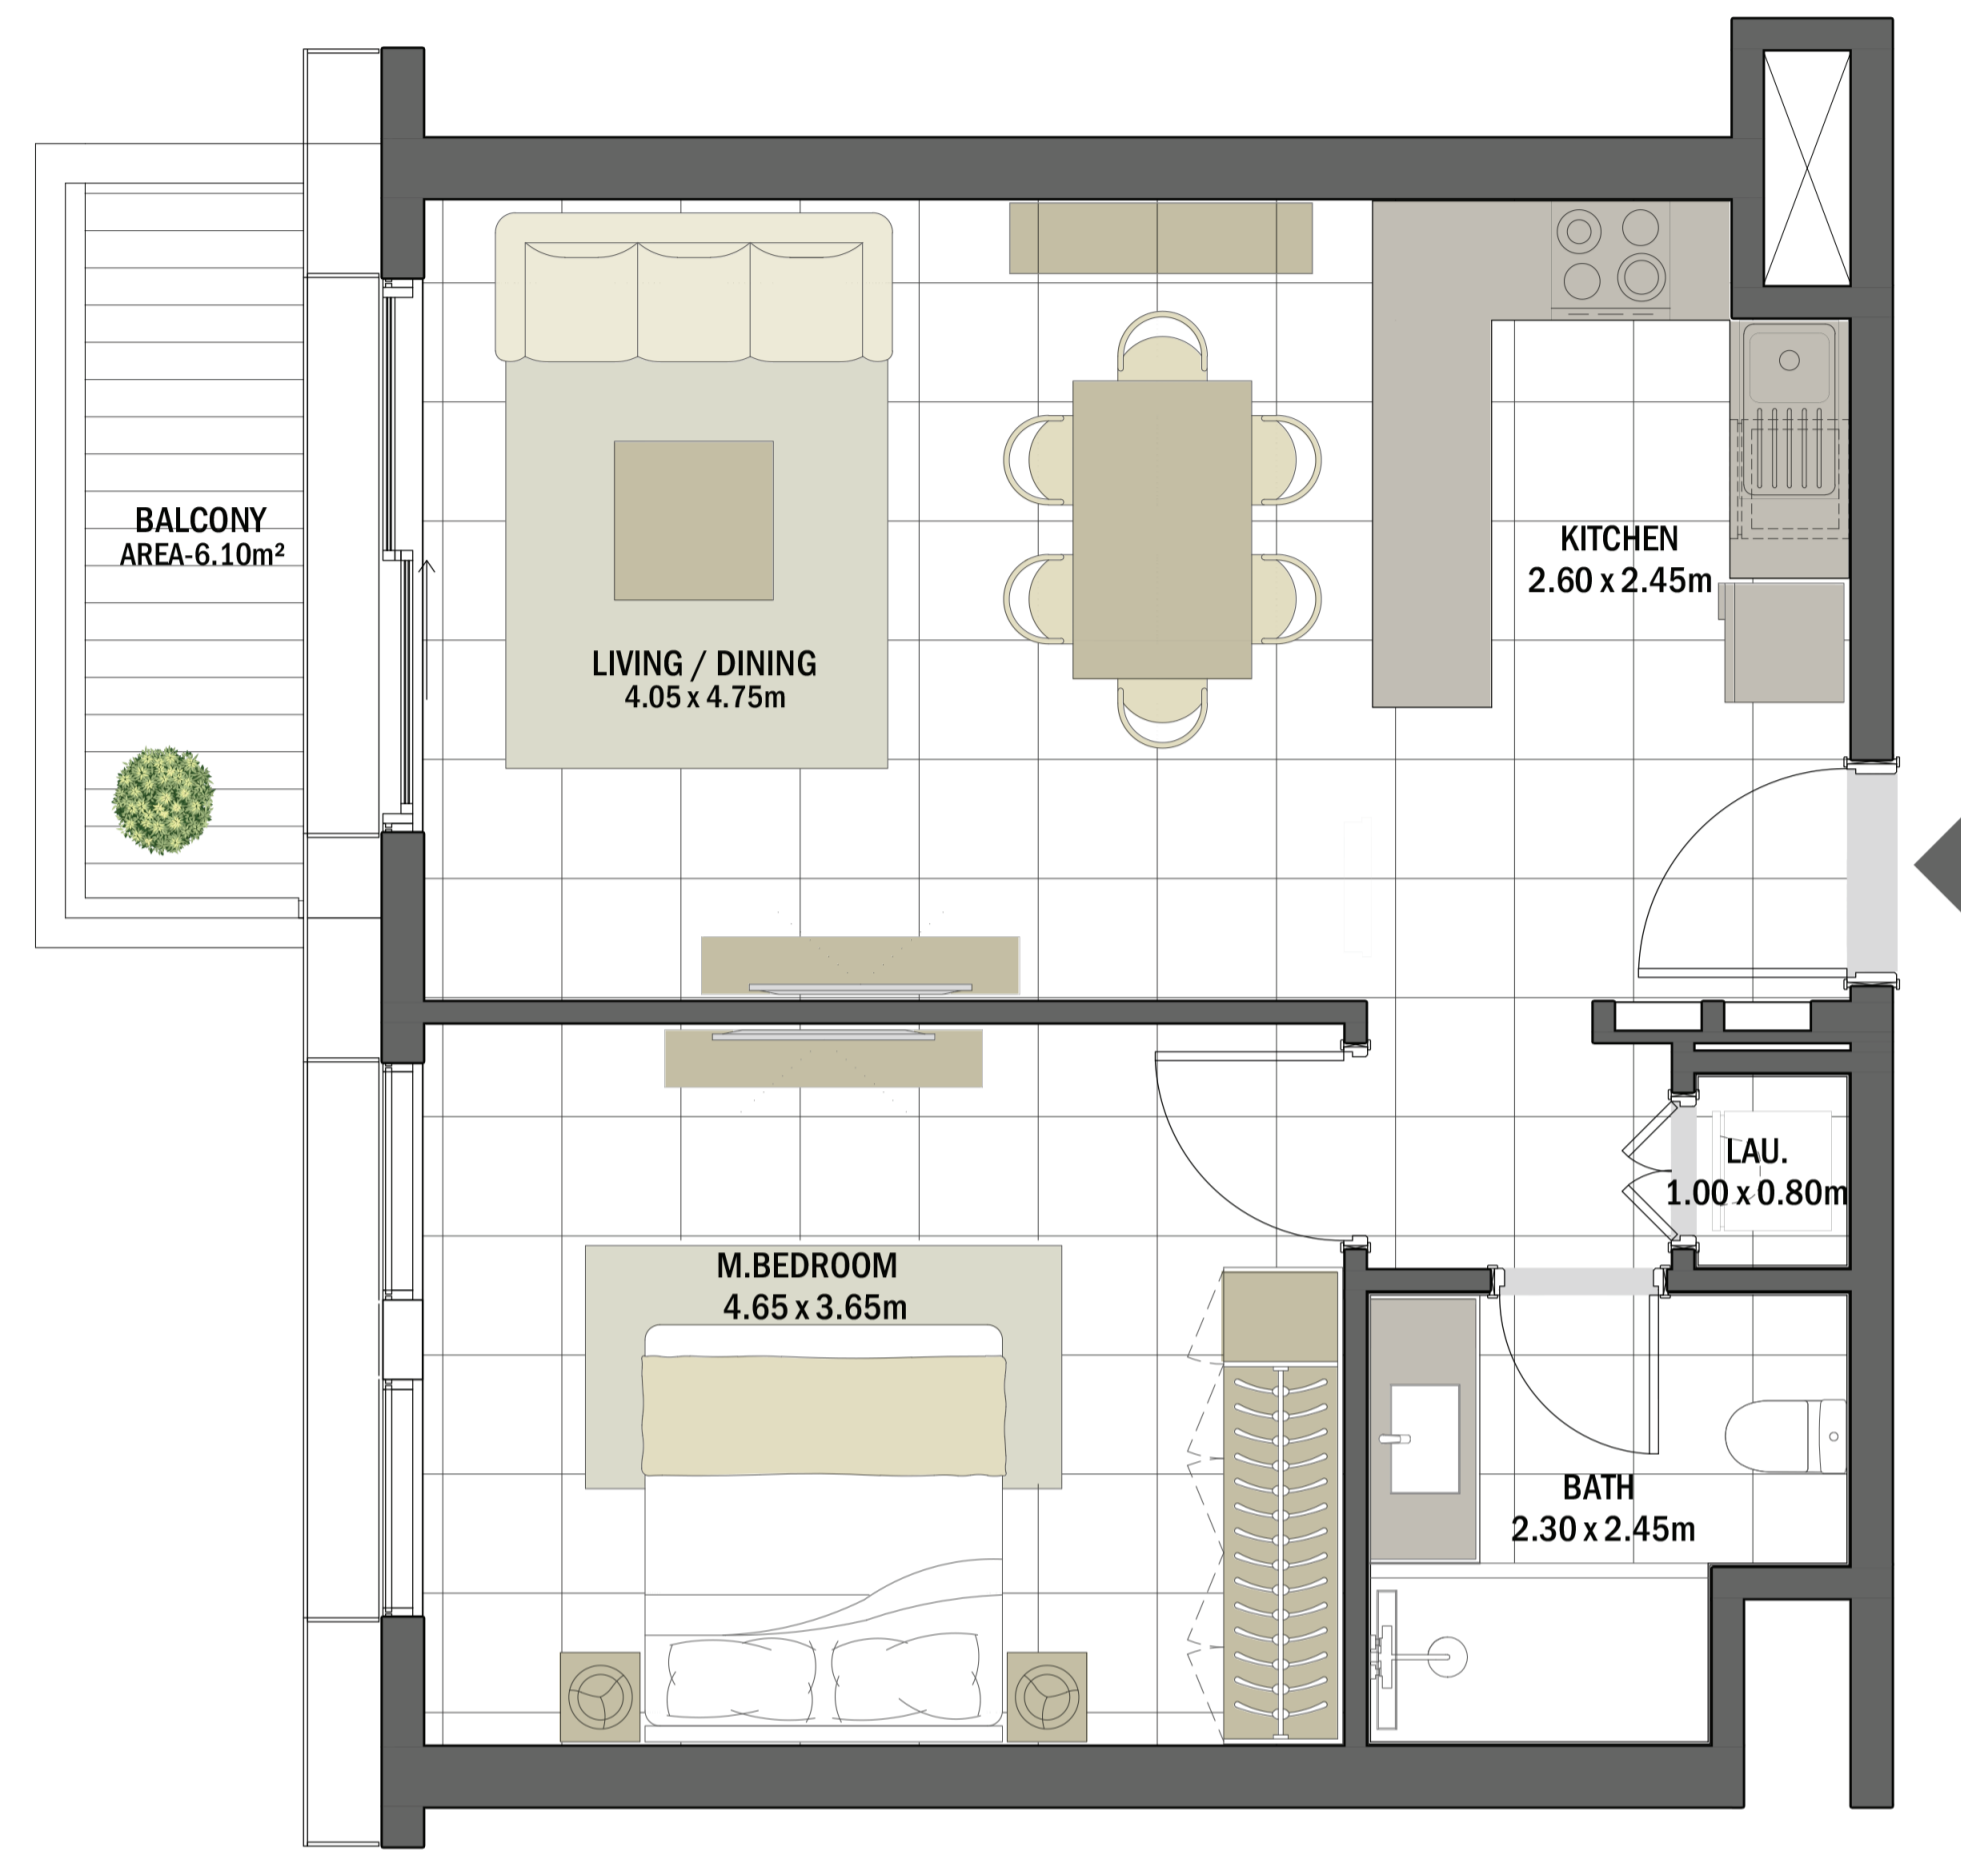 BALCONY
AREA-6.10m²
LIVING / DINING
4.05 x 4.75m
KITCHEN
2.60 x 2.45m
LAU.
1.00 x 0.80m
M.BEDROOM
4.65 x 3.65m
BATH
2.30 x 2.45m